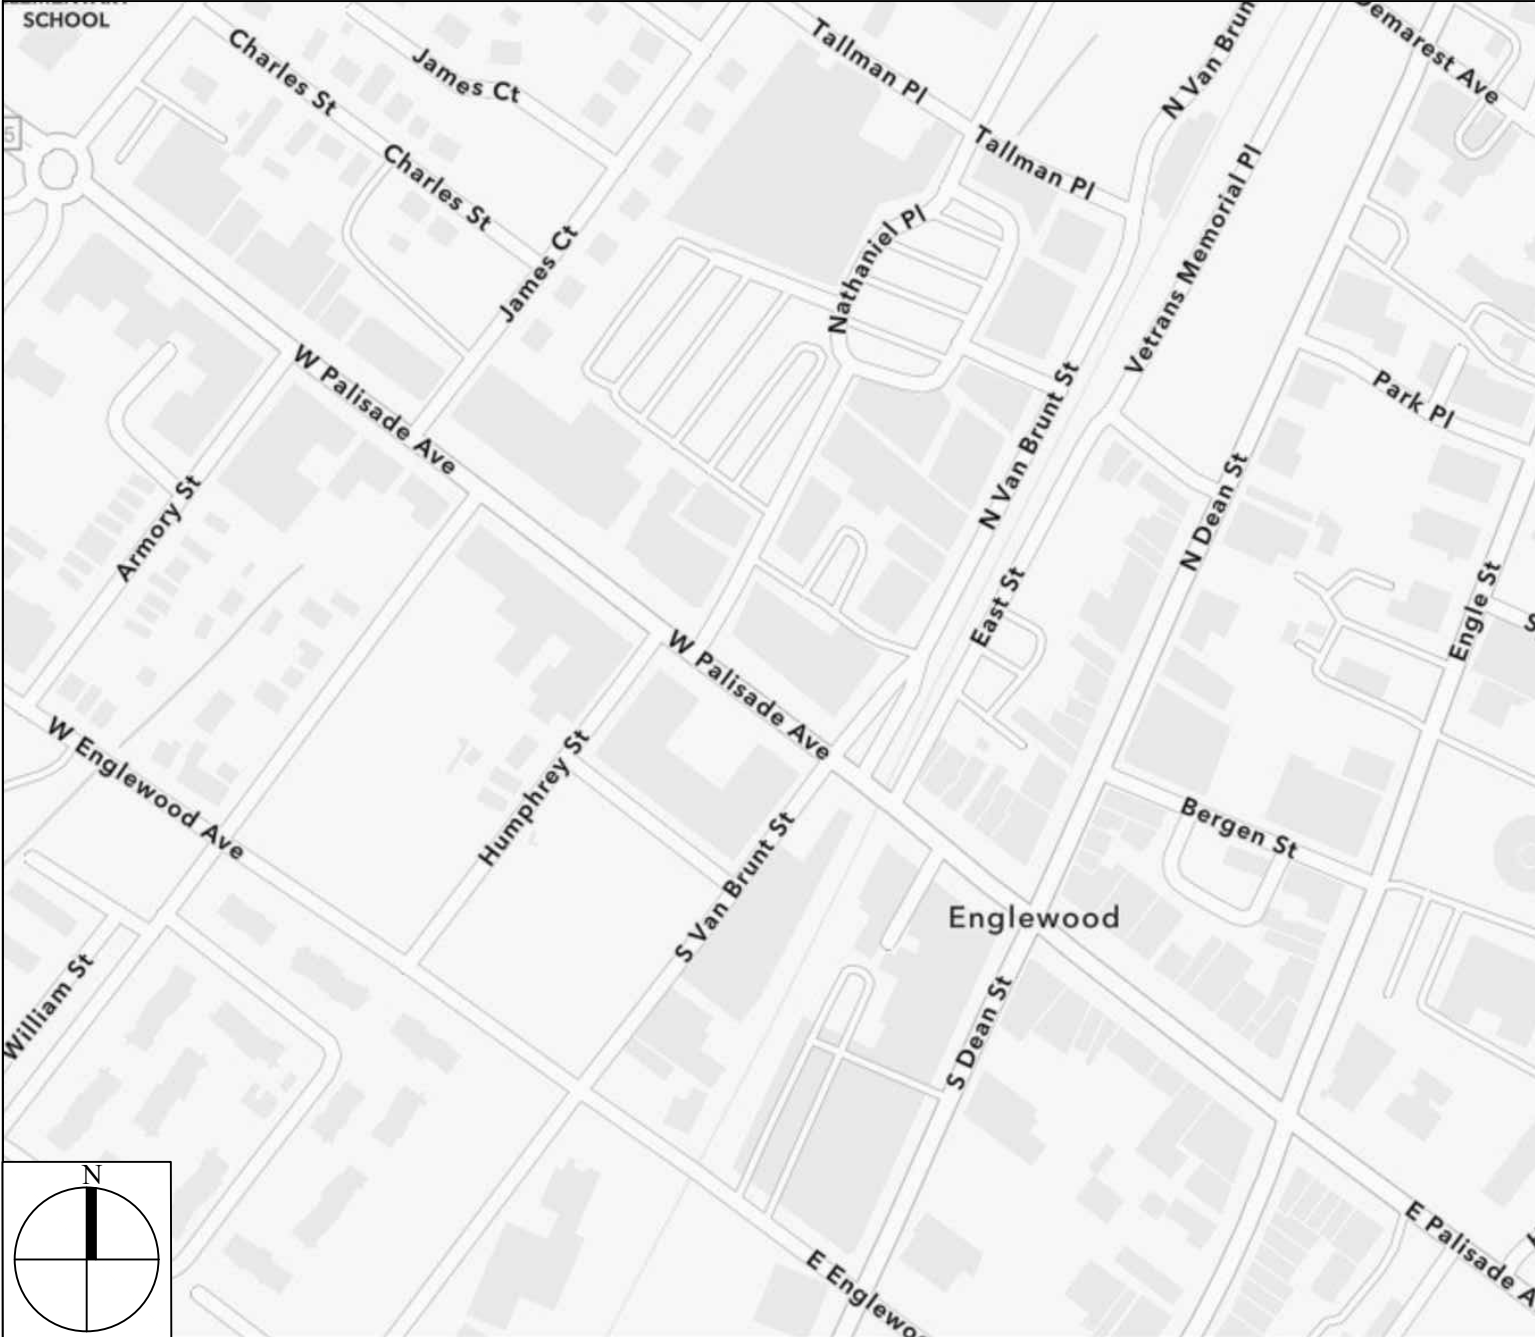 SCHOOL
Charles St
James Ct
Tallman Pl
N Van Brun
Demarest Ave
5
Charles St
Tallman Pl
James Ct
Nathaniel Pl
Vetrans Memorial Pl
W Palisade Ave
Park Pl
Armory St
N Van Brunt St
N Dean St
East St
Engle St
S
W Palisade Ave
W Englewood Ave
Humphrey St
S Van Brunt St
Bergen St
Englewood
William St
S Dean St
N
E Palisade A
E Englewoo